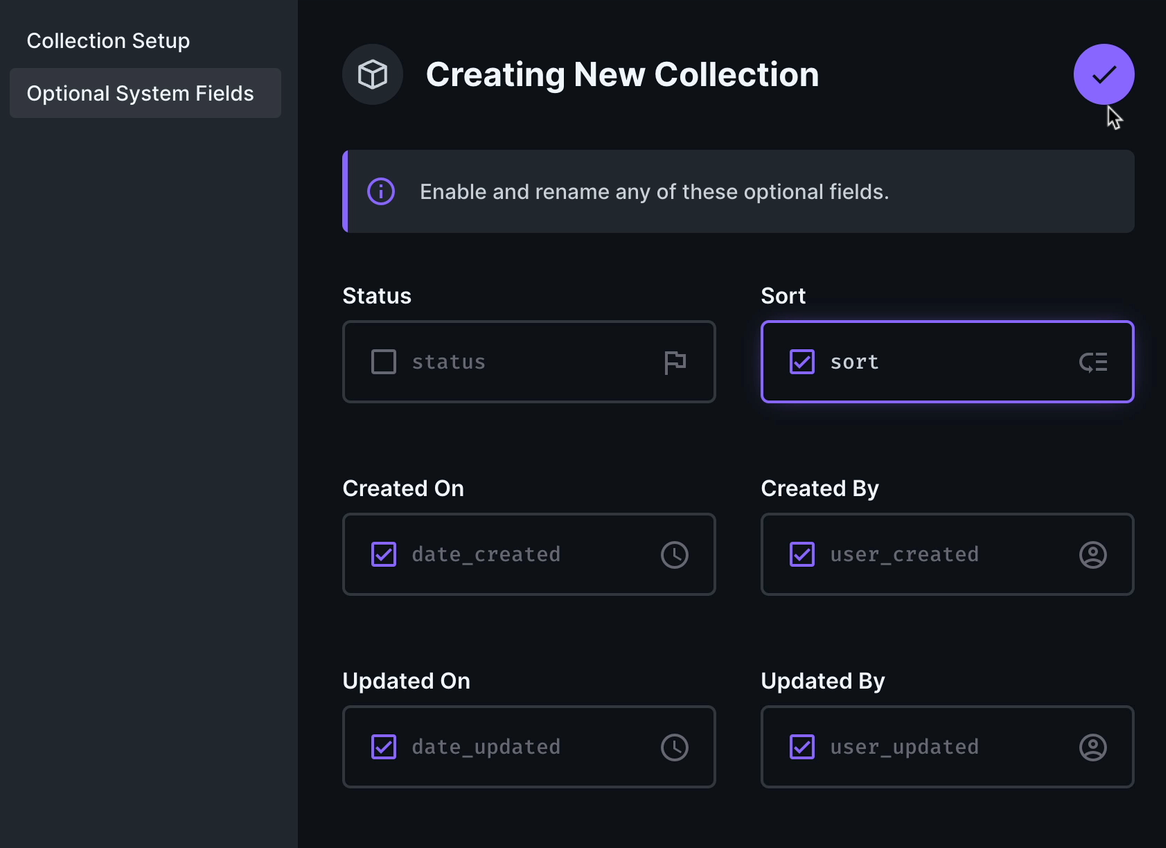 Collection Setup
Optional System Fields
Creating New Collection
Enable and rename any of these optional fields.
Status
Sort
status
sort
Created On
Created By
date_created
user_created
Updated On
Updated By
date_updated
user_updated